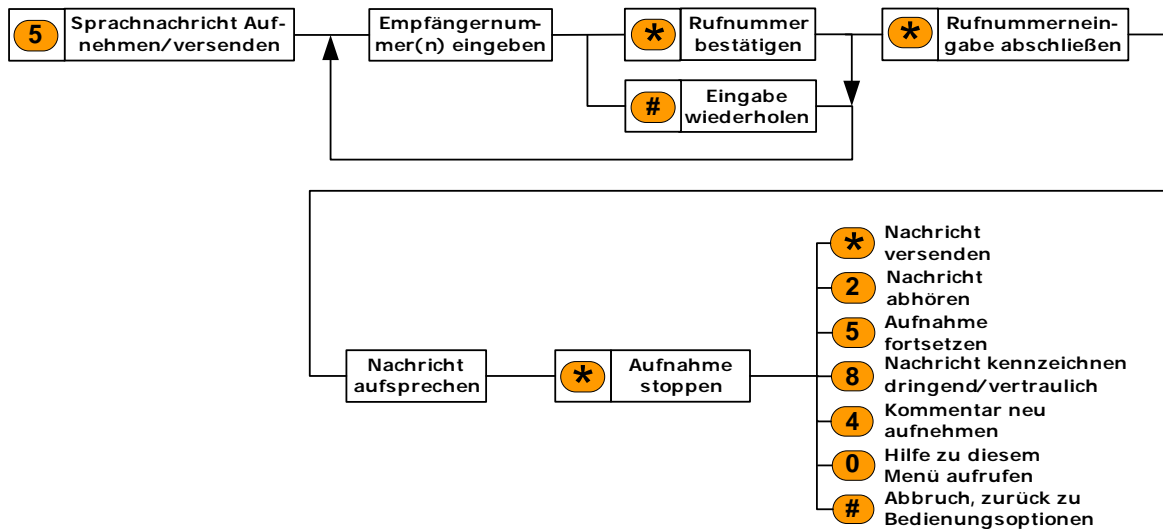 5 Sprachnachricht Auf-
nehmen/versenden
Empfängernum-
mer(n) eingeben
* Rufnummer
bestätigen
# Eingabe
wiederholen
* Rufnummernein-
gabe abschließen
Nachricht
aufsprechen
* Aufnahme
stoppen
* Nachricht
versenden
2 Nachricht
abhören
5 Aufnahme
fortsetzen
8 Nachricht kennzeichnen
dringend/vertraulich
4 Kommentar neu
aufnehmen
0 Hilfe zu diesem
Menü aufrufen
# Abbruch, zurück zu
Bedienungsoptionen